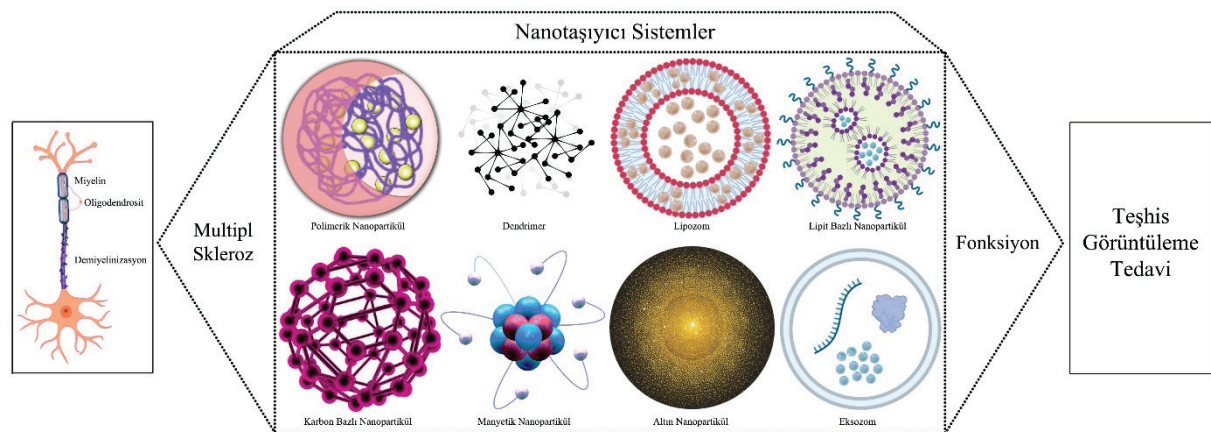 Nanotaşıyıcı Sistemler
Miyelin
Oligodendrosit
Demiyelinizasyon
Multipl
Skleroz
Polimerik Nanopartikül
Dendrimer
Lipozom
Lipit Bazlı Nanopartikül
Karbon Bazlı Nanopartikül
Manyetik Nanopartikül
Altın Nanopartikül
Eksozom
Fonksiyon
Teşhis
Görüntüleme
Tedavi